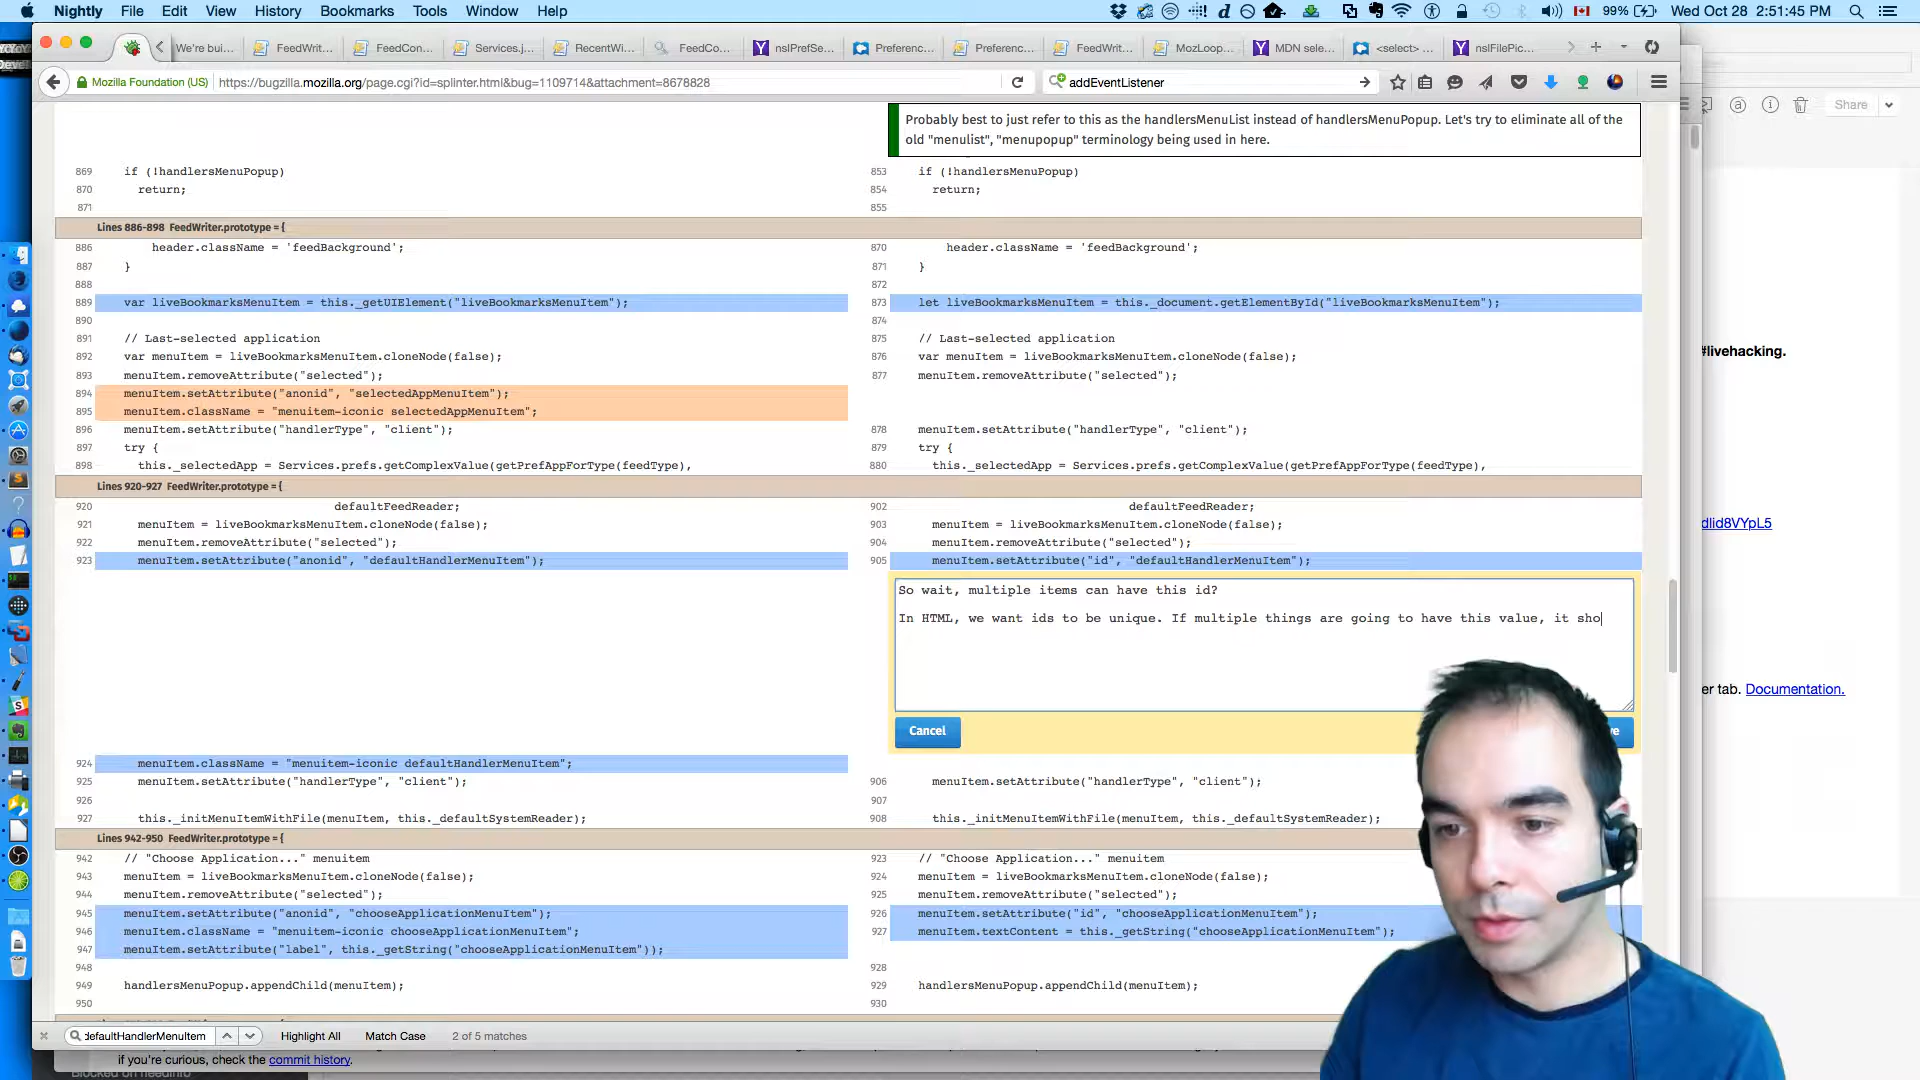 Nightly File Edit View History Bookmarks Tools Window Help 99% Wed Oct 28 2:51:45 PM
We're bui... FeedWrit... FeedCon... Services.j... RecentWi... FeedCo... nsIPrefSe... Preferenc... Preferenc... FeedWrit... MozLoop... MDN sele... <select> ... nsIFilePic...
Mozilla Foundation (US) https://bugzilla.mozilla.org/page.cgi?id=splinter.html&bug=1109714&attachment=8678828 addEventListener
Share
Probably best to just refer to this as the handlersMenuList instead of handlersMenuPopup. Let's try to eliminate all of the
old "menulist", "menupopup" terminology being used in here.
869 if (!handlersMenuPopup) 853 if (!handlersMenuPopup)
870 return; 854 return;
871 855
Lines 886-898 FeedWriter.prototype = {
886 header.className = 'feedBackground'; 870 header.className = 'feedBackground';
887 } 871 }
888 872
889 var liveBookmarksMenuItem = this._getUIElement("liveBookmarksMenuItem"); 873 let liveBookmarksMenuItem = this._document.getElementById("liveBookmarksMenuItem");
890 874
891 // Last-selected application 875 // Last-selected application
892 var menuItem = liveBookmarksMenuItem.cloneNode(false); 876 var menuItem = liveBookmarksMenuItem.cloneNode(false);
893 menuItem.removeAttribute("selected"); 877 menuItem.removeAttribute("selected");
894 menuItem.setAttribute("anonid", "selectedAppMenuItem");
895 menuItem.className = "menuitem-iconic selectedAppMenuItem";
896 menuItem.setAttribute("handlerType", "client"); 878 menuItem.setAttribute("handlerType", "client");
897 try { 879 try {
898 this._selectedApp = Services.prefs.getComplexValue(getPrefAppForType(feedType), 880 this._selectedApp = Services.prefs.getComplexValue(getPrefAppForType(feedType),
Lines 920-927 FeedWriter.prototype = {
920 defaultFeedReader; 902 defaultFeedReader;
921 menuItem = liveBookmarksMenuItem.cloneNode(false); 903 menuItem = liveBookmarksMenuItem.cloneNode(false);
922 menuItem.removeAttribute("selected"); 904 menuItem.removeAttribute("selected");
923 menuItem.setAttribute("anonid", "defaultHandlerMenuItem"); 905 menuItem.setAttribute("id", "defaultHandlerMenuItem");
So wait, multiple items can have this id?
In HTML, we want ids to be unique. If multiple things are going to have this value, it sho
Cancel
924 menuItem.className = "menuitem-iconic defaultHandlerMenuItem";
925 menuItem.setAttribute("handlerType", "client"); 906 menuItem.setAttribute("handlerType", "client");
926 907
927 this._initMenuItemWithFile(menuItem, this._defaultSystemReader); 908 this._initMenuItemWithFile(menuItem, this._defaultSystemReader);
Lines 942-950 FeedWriter.prototype = {
942 // "Choose Application..." menuitem 923 // "Choose Application..." menuitem
943 menuItem = liveBookmarksMenuItem.cloneNode(false); 924 menuItem = liveBookmarksMenuItem.cloneNode(false);
944 menuItem.removeAttribute("selected"); 925 menuItem.removeAttribute("selected");
945 menuItem.setAttribute("anonid", "chooseApplicationMenuItem"); 926 menuItem.setAttribute("id", "chooseApplicationMenuItem");
946 menuItem.className = "menuitem-iconic chooseApplicationMenuItem"; 927 menuItem.textContent = this._getString("chooseApplicationMenuItem");
947 menuItem.setAttribute("label", this._getString("chooseApplicationMenuItem"));
948 928
949 handlersMenuPopup.appendChild(menuItem); 929 handlersMenuPopup.appendChild(menuItem);
950 930
defaultHandlerMenuItem Highlight All Match Case 2 of 5 matches
if you're curious, check the commit history.
#livehacking.
dlid8VYpL5
er tab. Documentation.